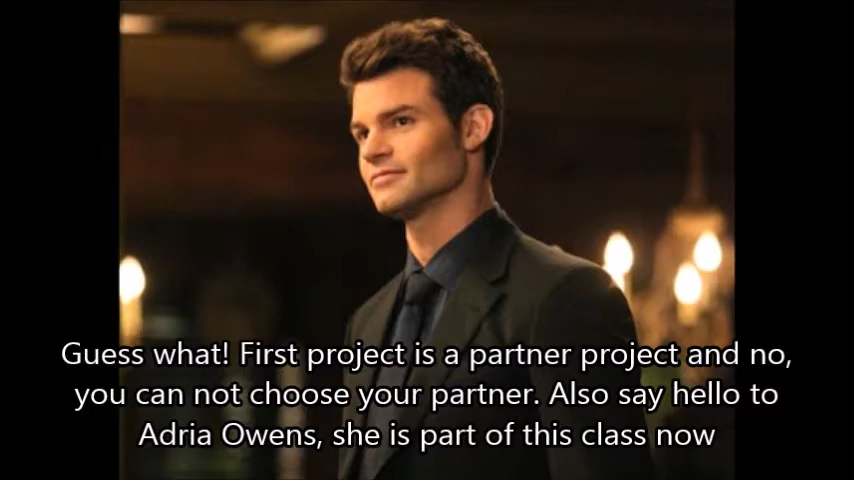 Guess what! First project is a partner project and no,
you can not choose your partner. Also say hello to
Adria Owens, she is part of this class now